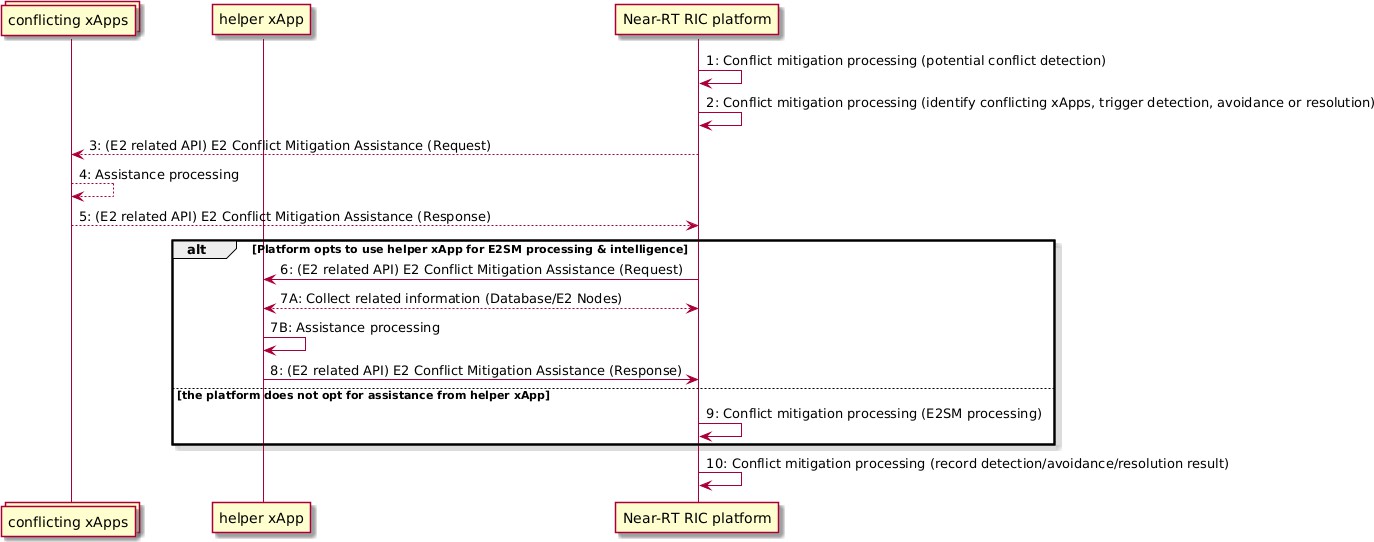 conflicting xApps
helper xApp
Near-RT RIC platform
1: Conflict mitigation processing (potential conflict detection)
2: Conflict mitigation processing (identify conflicting xApps, trigger detection, avoidance or resolution)
3: (E2 related API) E2 Conflict Mitigation Assistance (Request)
4: Assistance processing
5: (E2 related API) E2 Conflict Mitigation Assistance (Response)
alt
[Platform opts to use helper xApp for E2SM processing & intelligence]
6: (E2 related API) E2 Conflict Mitigation Assistance (Request)
7A: Collect related information (Database/E2 Nodes)
7B: Assistance processing
8: (E2 related API) E2 Conflict Mitigation Assistance (Response)
[the platform does not opt for assistance from helper xApp]
9: Conflict mitigation processing (E2SM processing)
10: Conflict mitigation processing (record detection/avoidance/resolution result)
conflicting xApps
helper xApp
Near-RT RIC platform